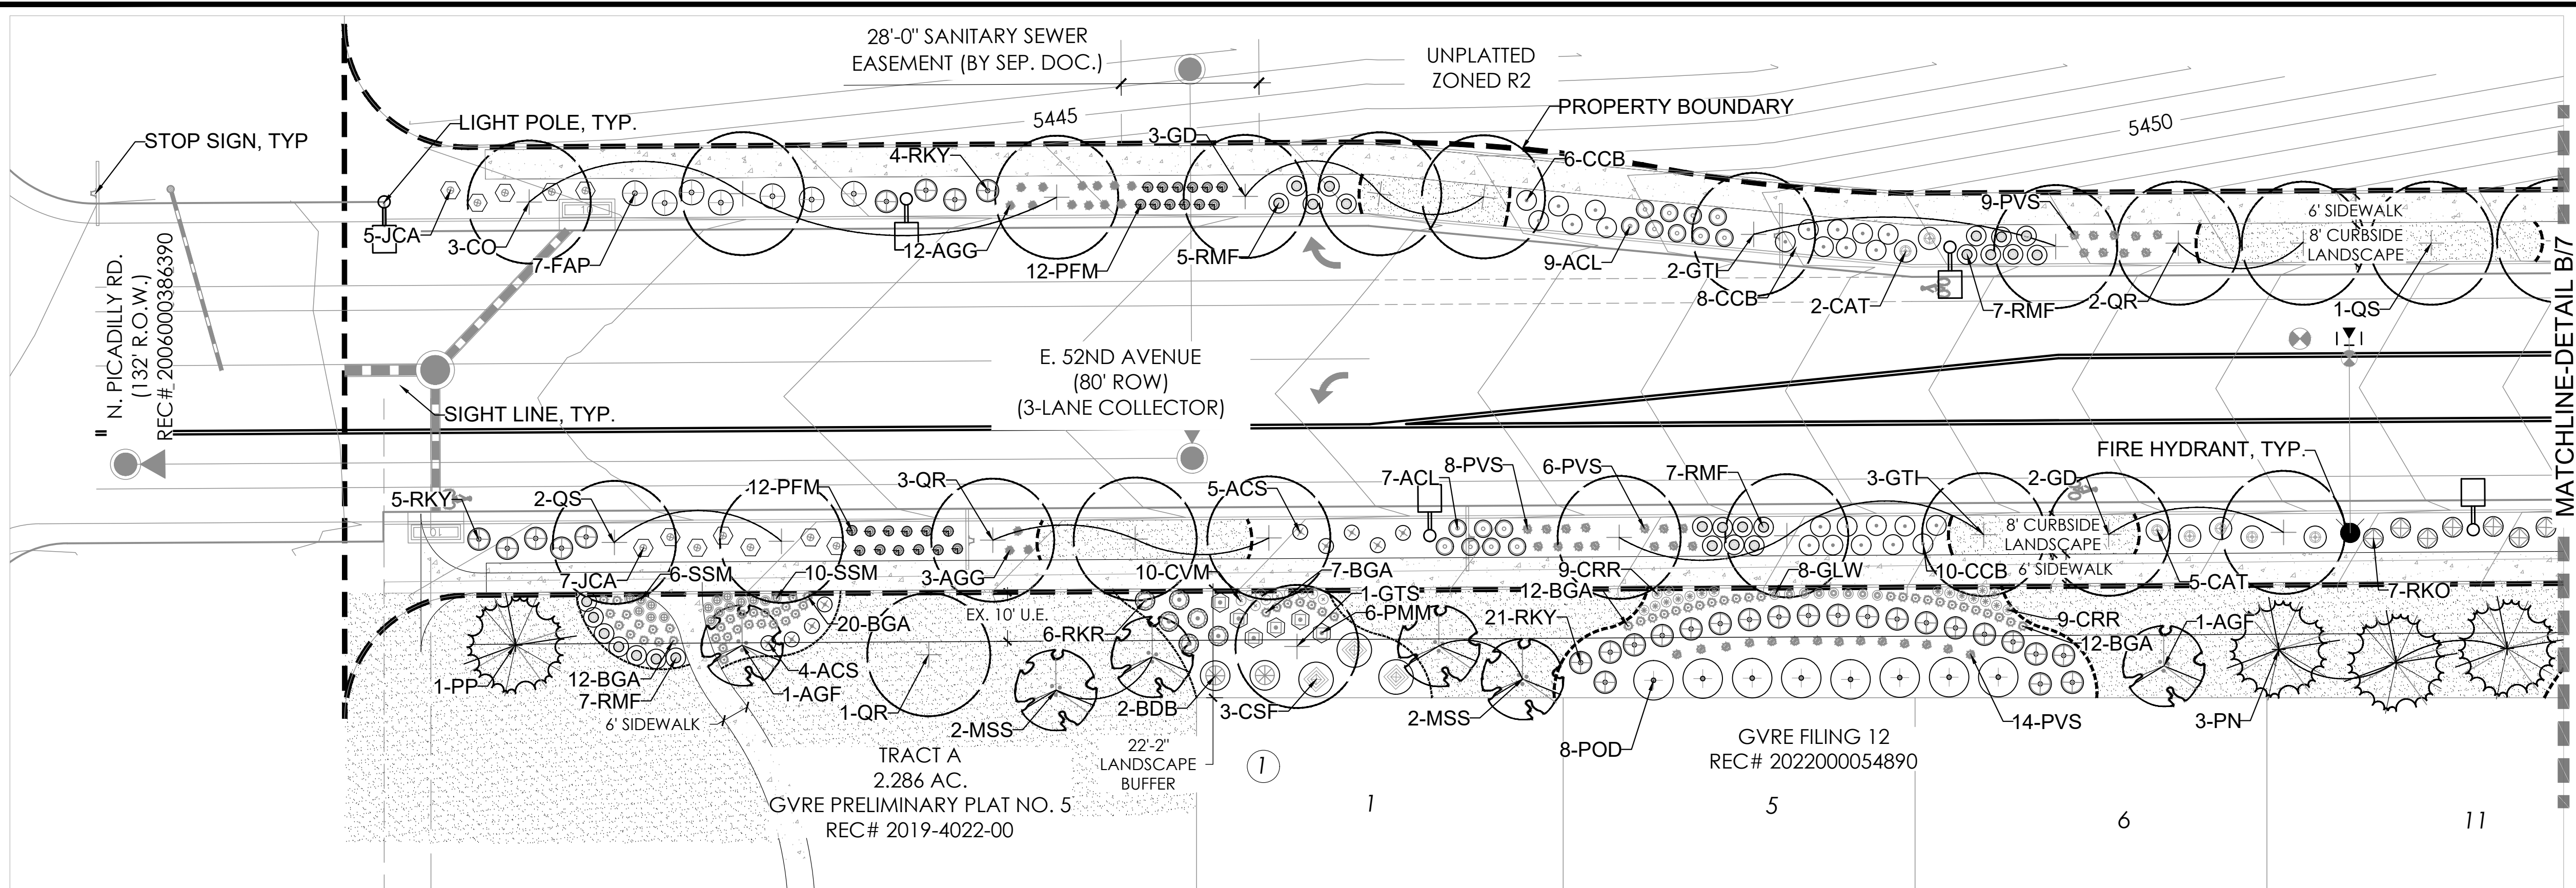 28'-0" SANITARY SEWER
EASEMENT (BY SEP. DOC.)
UNPLATTED
ZONED R2
PROPERTY BOUNDARY
5445
5450
STOP SIGN, TYP
LIGHT POLE, TYP.
3-GD
4-RKY
6-CCB
9-PVS
6' SIDEWALK
8' CURBSIDE
LANDSCAPE
5-JCA
3-CO
7-FAP
12-AGG
12-PFM
5-RMF
9-ACL
2-GTI
8-CCB
2-CAT
7-RMF
2-QR
1-QS
MATCHLINE-DETAIL B/7
N. PICADILLY RD.
(132' R.O.W.)
REC# 2006000386390
E. 52ND AVENUE
(80' ROW)
(3-LANE COLLECTOR)
SIGHT LINE, TYP.
FIRE HYDRANT, TYP.
5-RKY
2-QS
12-PFM
3-QR
5-ACS
7-ACL
8-PVS
6-PVS
7-RMF
3-GTI
2-GD
8' CURBSIDE
LANDSCAPE
6' SIDEWALK
7-JCA
6-SSM
10-SSM
3-AGG
10-CVM
7-BGA
1-GTS
6-PMM
9-CRR
12-BGA
8-GLW
10-CCB
5-CAT
7-RKO
EX. 10' U.E.
20-BGA
6-RKR
21-RKY
9-CRR
12-BGA
1-AGF
1-PP
12-BGA
7-RMF
6' SIDEWALK
4-ACS
1-AGF
1-QR
2-MSS
2-BDB
3-CSF
2-MSS
8-POD
14-PVS
3-PN
22'-2"
LANDSCAPE
BUFFER
TRACT A
2.286 AC.
GVRE PRELIMINARY PLAT NO. 5
REC# 2019-4022-00
GVRE FILING 12
REC# 2022000054890
1
1
5
6
11